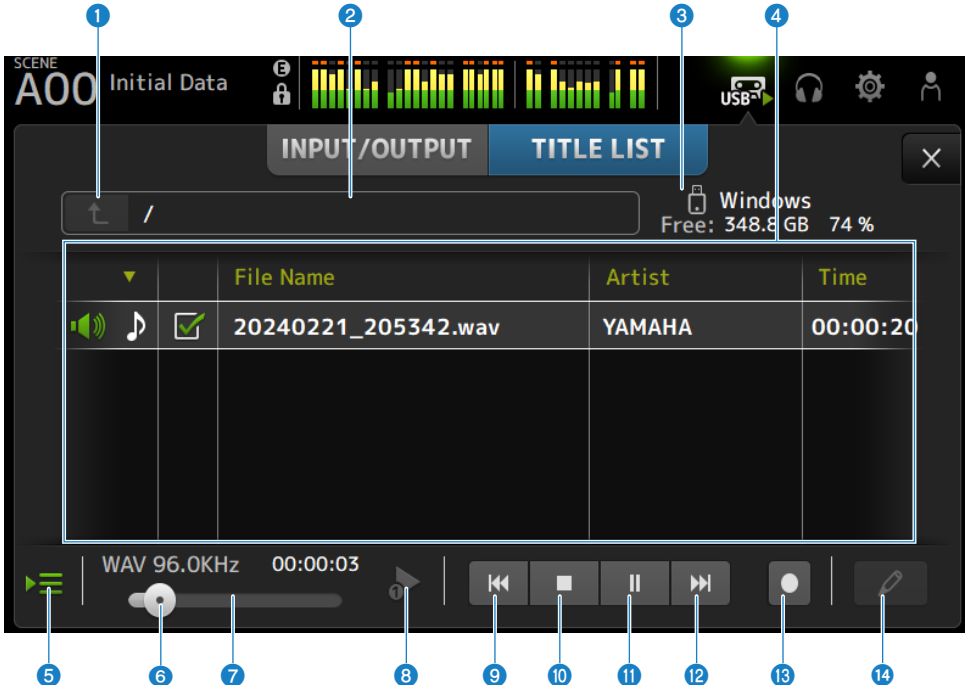 1 2 3 4
SCENE
A00 Initial Data E
USB
INPUT/OUTPUT TITLE LIST
/ Windows
Free: 348.8 GB 74 %
File Name Artist Time
20240221_205342.wav YAMAHA 00:00:20
WAV 96.0KHz 00:00:03
1
5 6 7 8 9 10 11 12 13 14